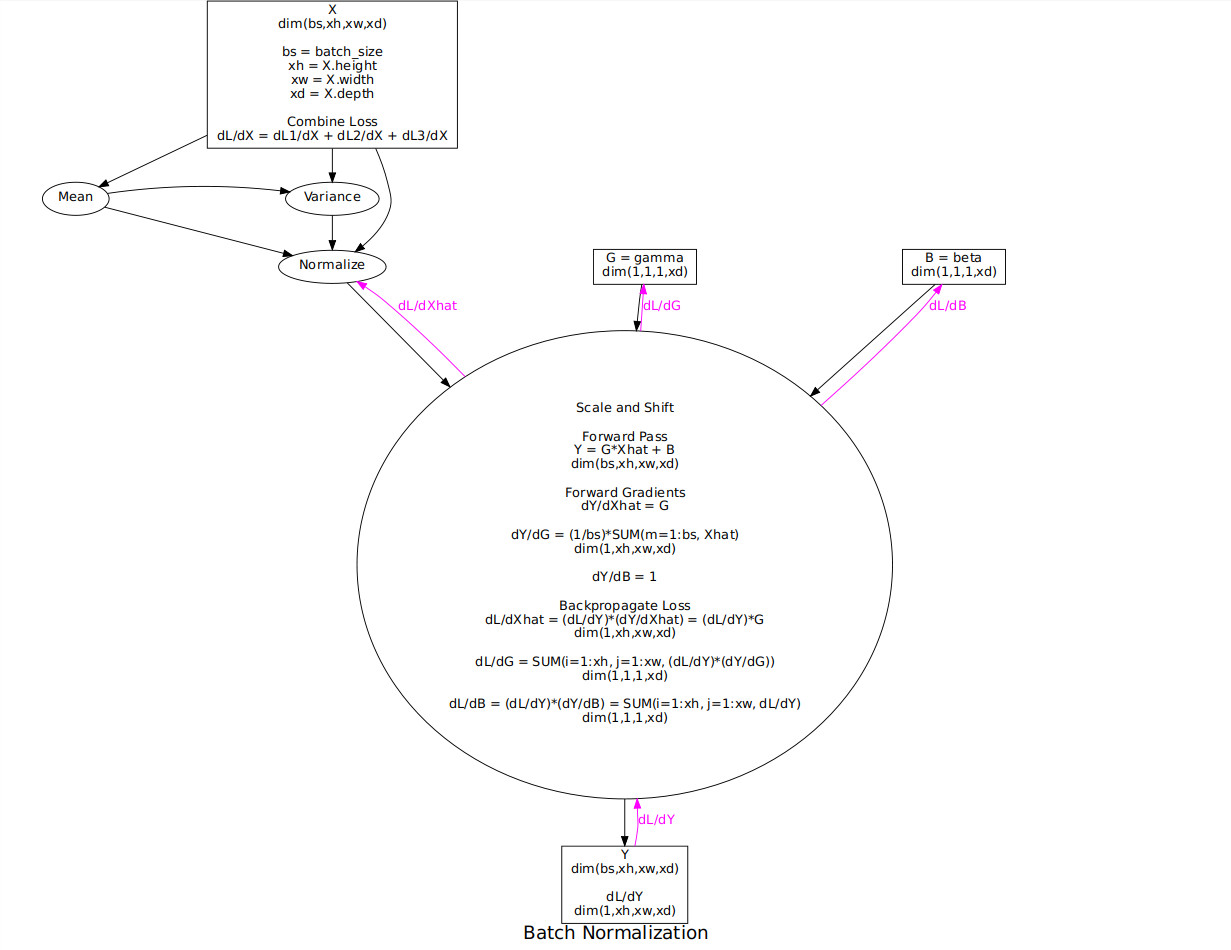 X
dim(bs,xh,xw,xd)
bs = batch_size
xh = X.height
xw = X.width
xd = X.depth
Combine Loss
dL/dX = dL1/dX + dL2/dX + dL3/dX
Mean
Variance
Normalize
G = gamma
dim(1,1,1,xd)
B = beta
dim(1,1,1,xd)
dL/dXhat
dL/dG
dL/dB
Scale and Shift
Forward Pass
Y = G*Xhat + B
dim(bs,xh,xw,xd)
Forward Gradients
dY/dXhat = G
dY/dG = (1/bs)*SUM(m=1:bs, Xhat)
dim(1,xh,xw,xd)
dY/dB = 1
Backpropagate Loss
dL/dXhat = (dL/dY)*(dY/dXhat) = (dL/dY)*G
dim(1,xh,xw,xd)
dL/dG = SUM(i=1:xh, j=1:xw, (dL/dY)*(dY/dG))
dim(1,1,1,xd)
dL/dB = (dL/dY)*(dY/dB) = SUM(i=1:xh, j=1:xw, dL/dY)
dim(1,1,1,xd)
dL/dY
Y
dim(bs,xh,xw,xd)
dL/dY
dim(1,xh,xw,xd)
Batch Normalization